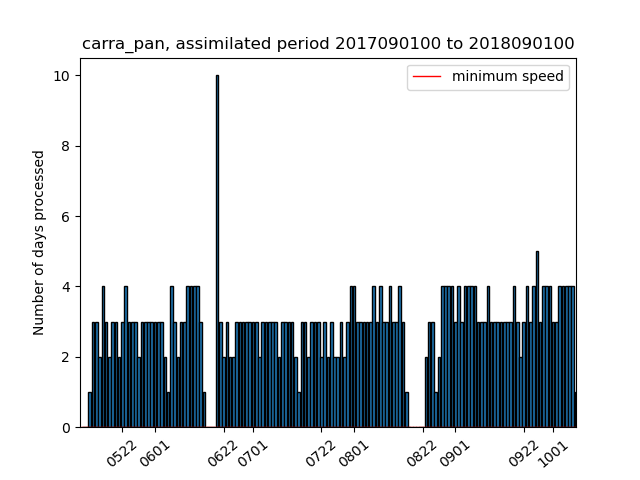 carra_pan, assimilated period 2017090100 to 2018090100
minimum speed
Number of days processed
10
8
6
4
2
0
0522 0601 0622 0701 0722 0801 0822 0901 0922 1001